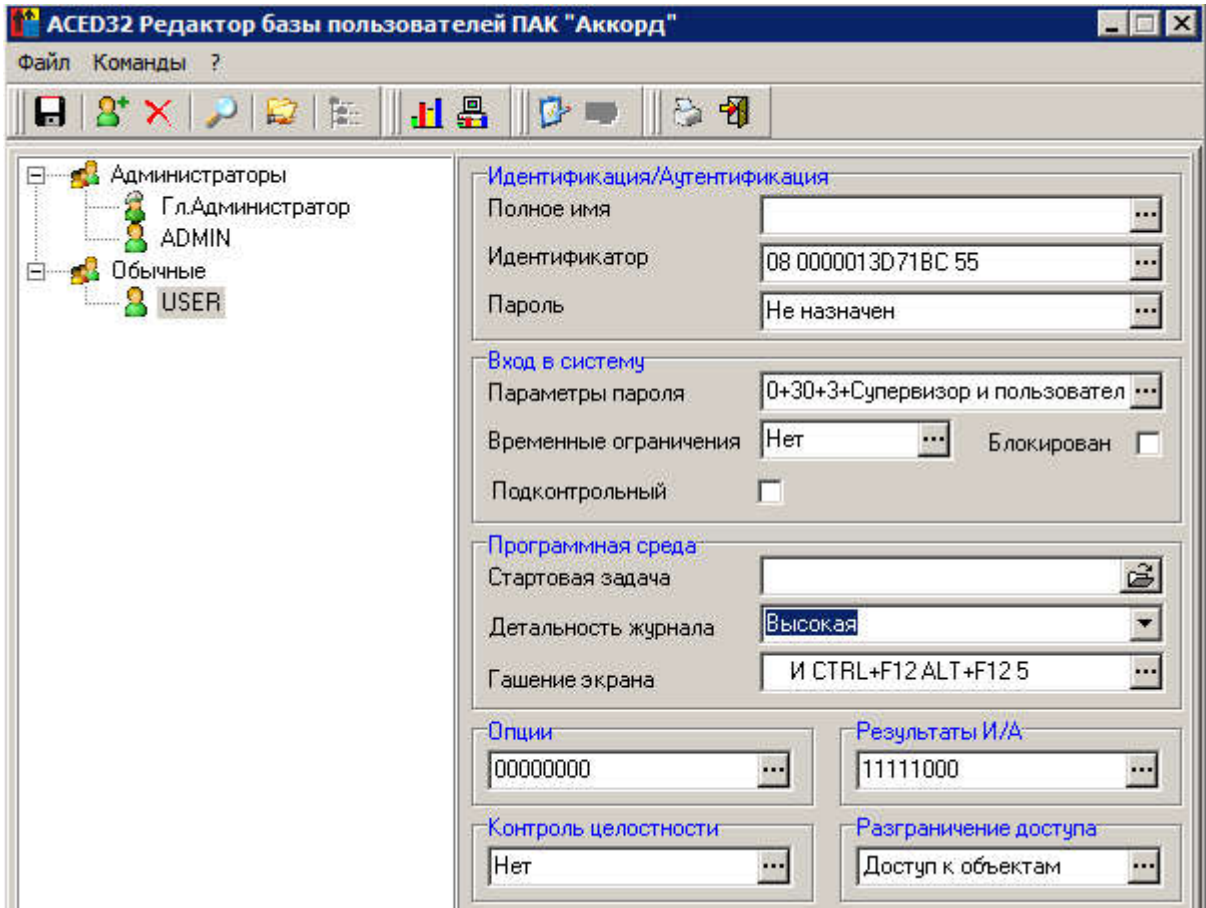 ACED32 Редактор базы пользователей ПАК "Аккорд"
Файл Команды ?
Администраторы
Гл.Администратор
ADMIN
Обычные
USER
Идентификация/Аутентификация
Полное имя
Идентификатор 08 0000013D71BC 55
Пароль Не назначен
Вход в систему
Параметры пароля 0+30+3+Супервизор и пользовател
Временные ограничения Нет Блокирован
Подконтрольный
Программная среда
Стартовая задача
Детальность журнала Высокая
Гашение экрана И CTRL+F12 ALT+F12 5
Опции Результаты И/А
00000000 11111000
Контроль целостности Разграничение доступа
Нет Доступ к объектам